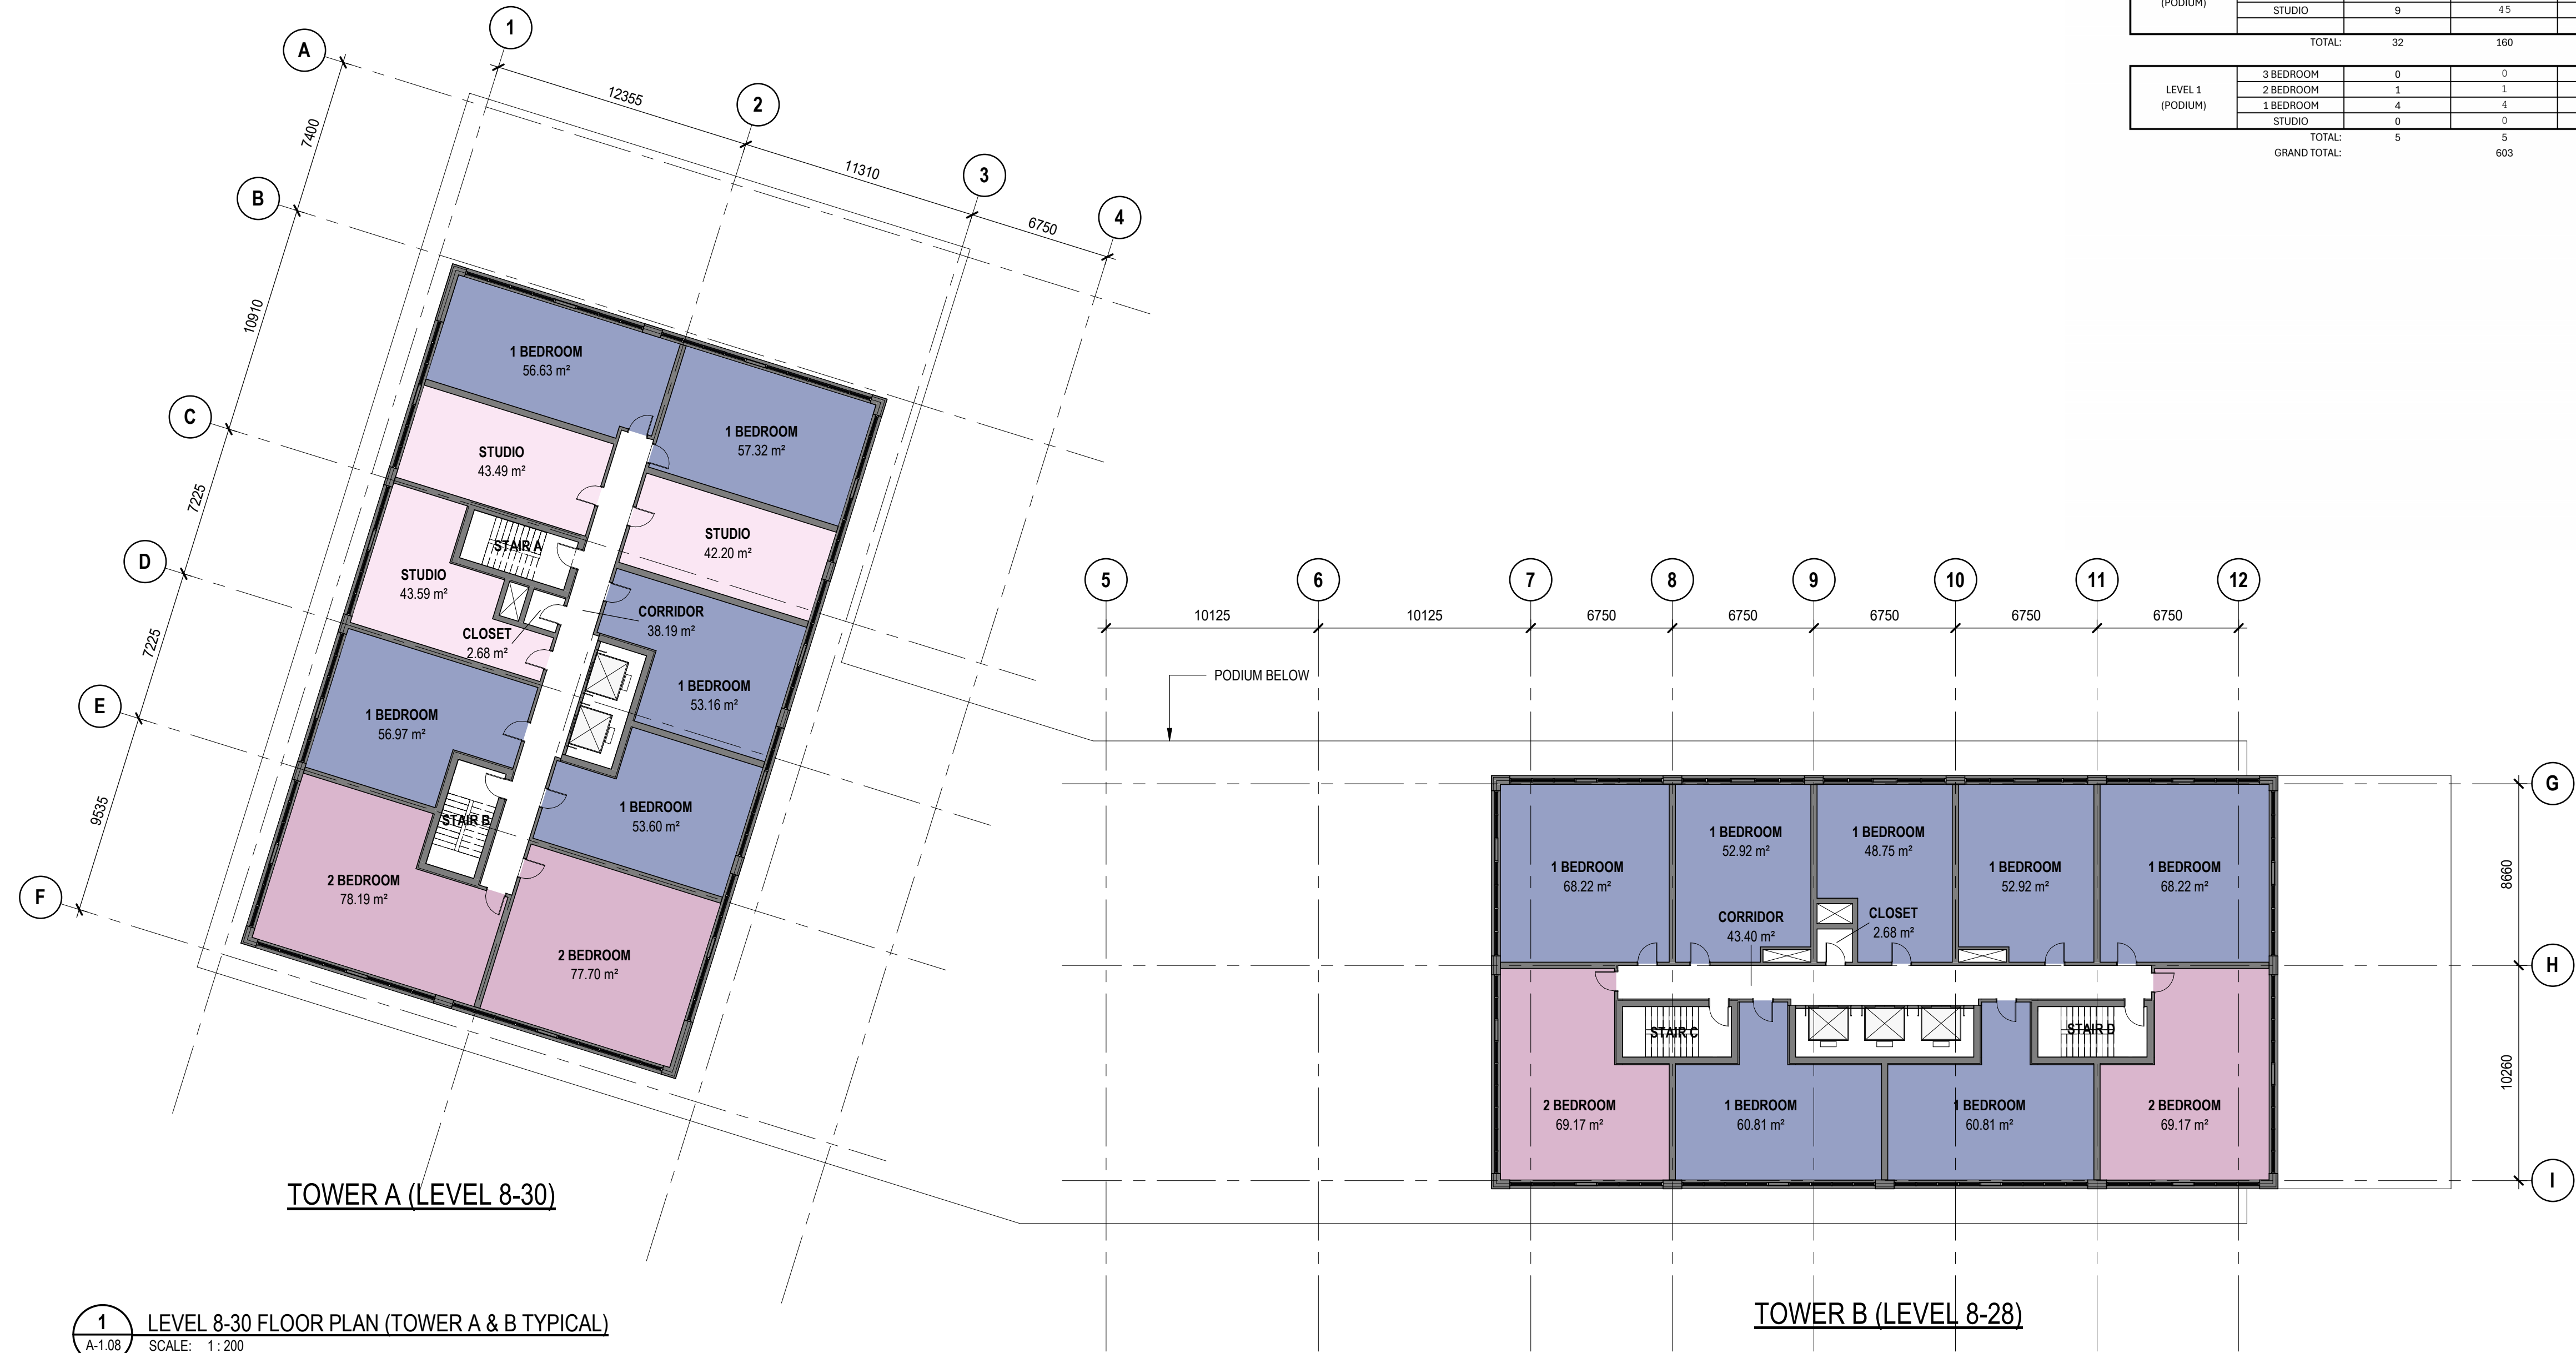 (PODIUM)
STUDIO 9 45
TOTAL: 32 160
LEVEL 1
(PODIUM)
3 BEDROOM 0 0
2 BEDROOM 1 1
1 BEDROOM 4 4
STUDIO 0 0
TOTAL: 5 5
GRAND TOTAL: 603
1
2
3
4
A
B
C
D
E
F
12355
11310
6750
7400
10910
7225
7225
9535
1 BEDROOM
56.63 m²
1 BEDROOM
57.32 m²
STUDIO
43.49 m²
STUDIO
42.20 m²
STAIR A
STUDIO
43.59 m²
CORRIDOR
38.19 m²
CLOSET
2.68 m²
1 BEDROOM
53.16 m²
1 BEDROOM
56.97 m²
1 BEDROOM
53.60 m²
STAIR B
2 BEDROOM
78.19 m²
2 BEDROOM
77.70 m²
TOWER A (LEVEL 8-30)
5
6
7
8
9
10
11
12
10125
10125
6750
6750
6750
6750
6750
PODIUM BELOW
G
H
I
8660
10260
1 BEDROOM
68.22 m²
1 BEDROOM
52.92 m²
1 BEDROOM
48.75 m²
1 BEDROOM
52.92 m²
1 BEDROOM
68.22 m²
CORRIDOR
43.40 m²
CLOSET
2.68 m²
STAIR C
STAIR D
2 BEDROOM
69.17 m²
1 BEDROOM
60.81 m²
1 BEDROOM
60.81 m²
2 BEDROOM
69.17 m²
TOWER B (LEVEL 8-28)
1
A-1.08
LEVEL 8-30 FLOOR PLAN (TOWER A & B TYPICAL)
SCALE: 1 : 200